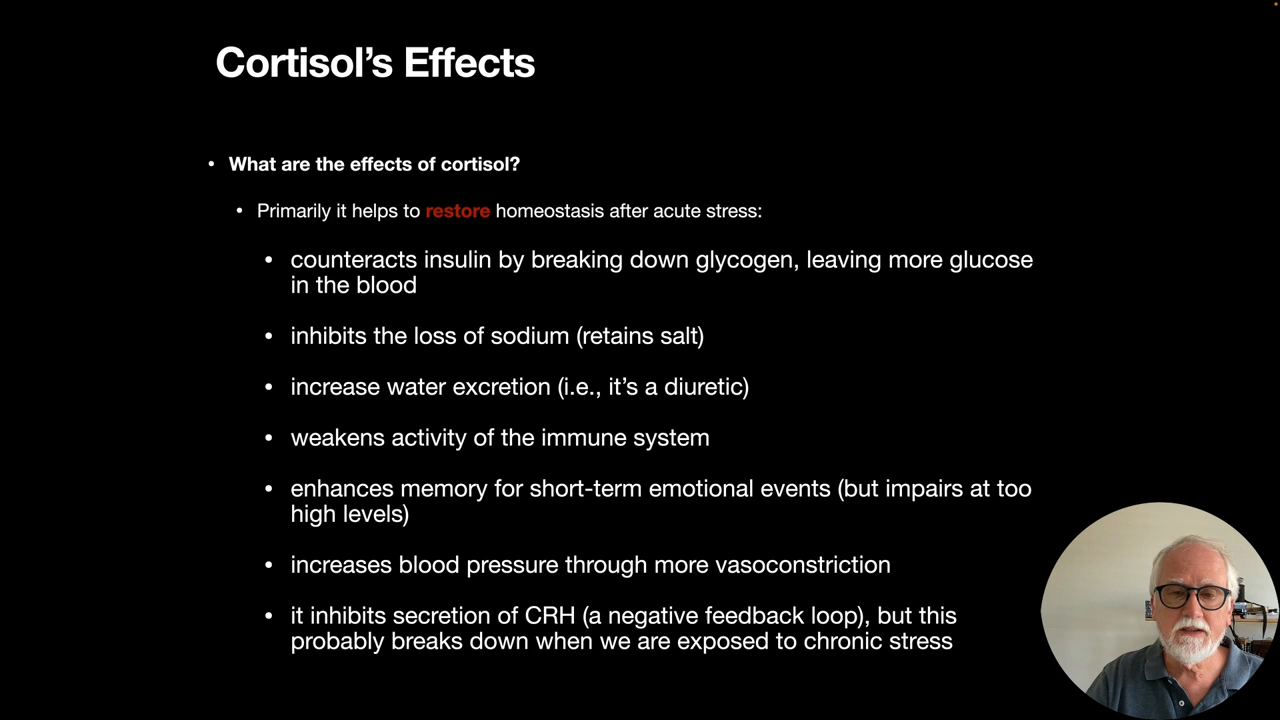 Cortisol’s Effects
• What are the effects of cortisol?
• Primarily it helps to restore homeostasis after acute stress:
• counteracts insulin by breaking down glycogen, leaving more glucose
in the blood
• inhibits the loss of sodium (retains salt)
• increase water excretion (i.e., it’s a diuretic)
• weakens activity of the immune system
• enhances memory for short-term emotional events (but impairs at too
high levels)
• increases blood pressure through more vasoconstriction
• it inhibits secretion of CRH (a negative feedback loop), but this
probably breaks down when we are exposed to chronic stress